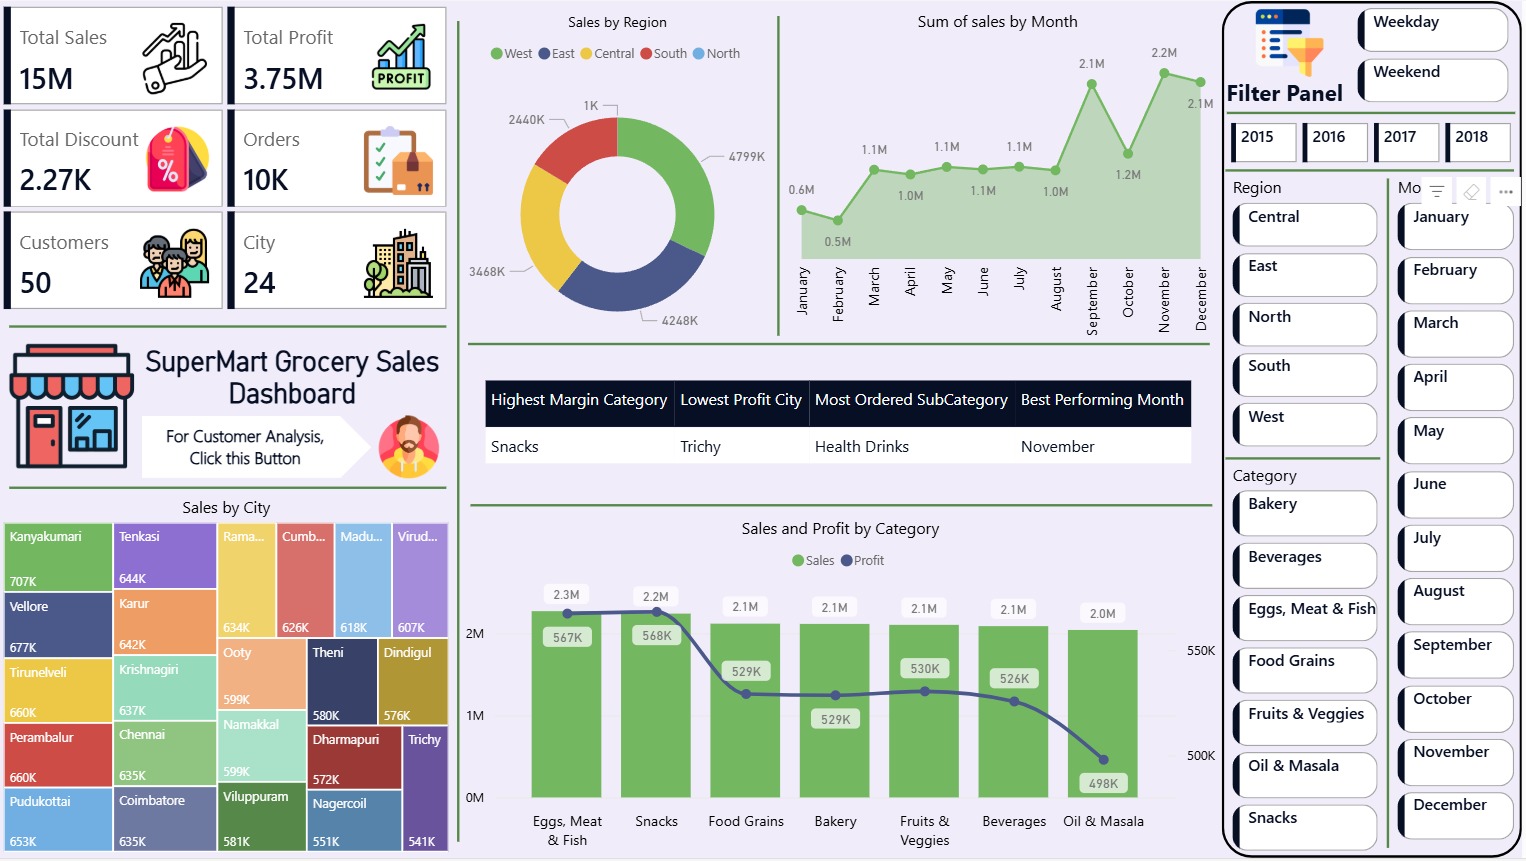 Total Sales
15M
Total Profit
3.75M
PROFIT
Total Discount
2.27K
%
Orders
10K
Customers
50
City
24
SuperMart Grocery Sales
Dashboard
For Customer Analysis,
Click this Button
Sales by City
Kanyakumari
707K
Vellore
677K
Tirunelveli
660K
Perambalur
660K
Pudukottai
653K
Tenkasi
644K
Karur
642K
Krishnagiri
637K
Chennai
635K
Coimbatore
635K
Rama...
634K
Cumb...
626K
Madu...
618K
Virud...
607K
Ooty
599K
Namakkal
599K
Viluppuram
581K
Theni
580K
Dindigul
576K
Dharmapuri
572K
Nagercoil
551K
Trichy
541K
Sales by Region
West East Central South North
1K
2440K
4799K
3468K
4248K
Sum of sales by Month
0.6M
0.5M
1.1M
1.0M
1.1M
1.1M
1.1M
1.0M
2.1M
1.2M
2.2M
2.1M
January
February
March
April
May
June
July
August
September
October
November
December
Highest Margin Category Lowest Profit City Most Ordered SubCategory Best Performing Month
Snacks Trichy Health Drinks November
Sales and Profit by Category
Sales Profit
2.3M
2.2M
2.1M
2.1M
2.1M
2.1M
2.0M
567K
568K
529K
529K
530K
526K
498K
2M
1M
0M
550K
500K
Eggs, Meat
& Fish
Snacks
Food Grains
Bakery
Fruits &
Veggies
Beverages
Oil & Masala
Filter Panel
Weekday
Weekend
2015
2016
2017
2018
Region
Central
East
North
South
West
Category
Bakery
Beverages
Eggs, Meat & Fish
Food Grains
Fruits & Veggies
Oil & Masala
Snacks
Mo
January
February
March
April
May
June
July
August
September
October
November
December